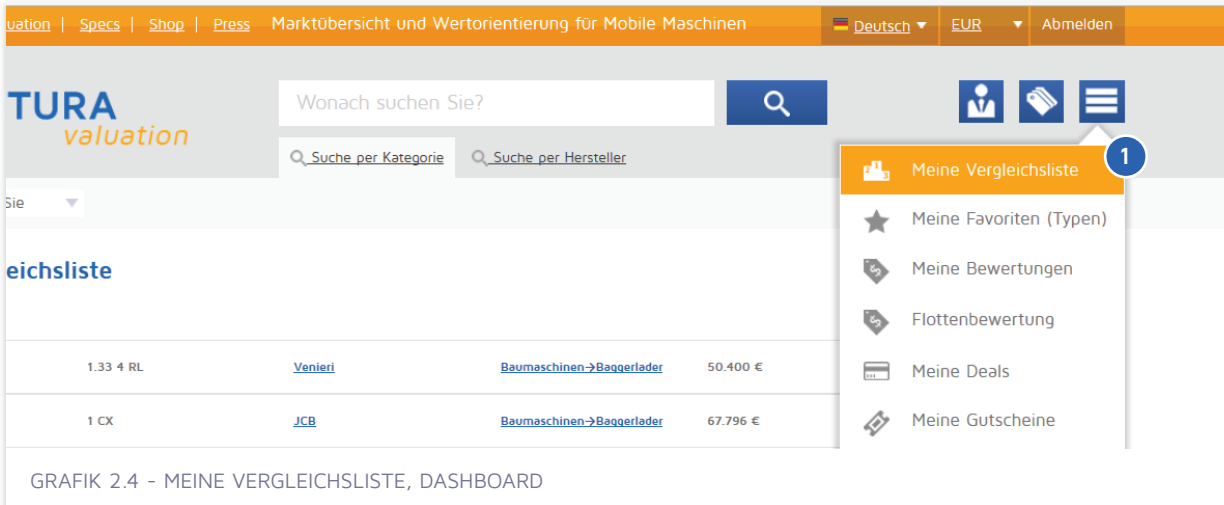 uation | Specs | Shop | Press Marktübersicht und Wertorientierung für Mobile Maschinen Deutsch EUR Abmelden
TURA
valuation
Wonach suchen Sie?
Suche per Kategorie Suche per Hersteller
1
Meine Vergleichsliste
Sie
Meine Favoriten (Typen)
eichsliste
Meine Bewertungen
Flottenbewertung
1.33 4 RL Venieri Baumaschinen→Baggerlader 50.400 €
Meine Deals
1 CX JCB Baumaschinen→Baggerlader 67.796 €
Meine Gutscheine
GRAFIK 2.4 - MEINE VERGLEICHSLISTE, DASHBOARD